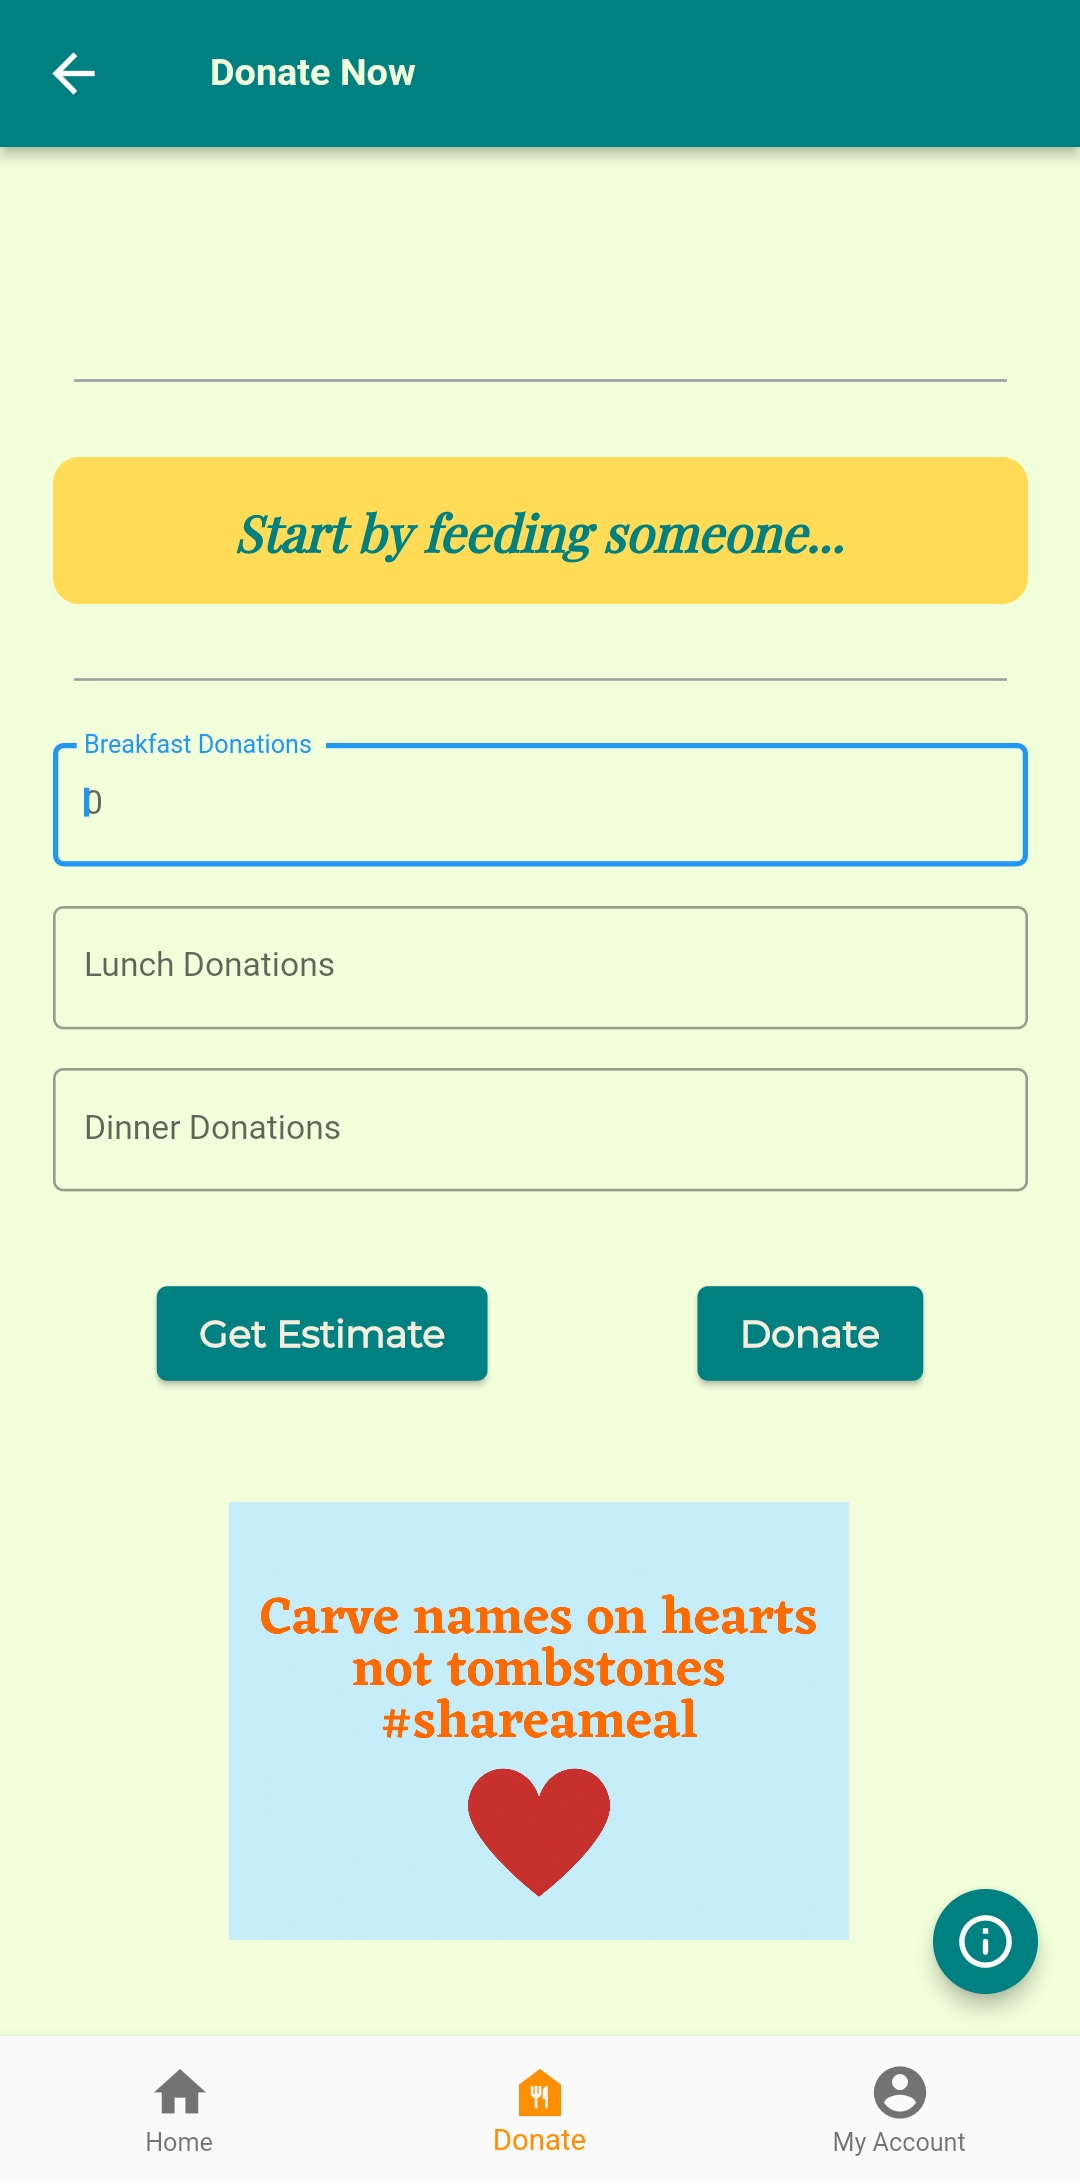 Donate Now
Start by feeding someone...
Breakfast Donations
0
Lunch Donations
Dinner Donations
Get Estimate
Donate
Carve names on hearts
not tombstones
#shareameal
Home
Donate
My Account